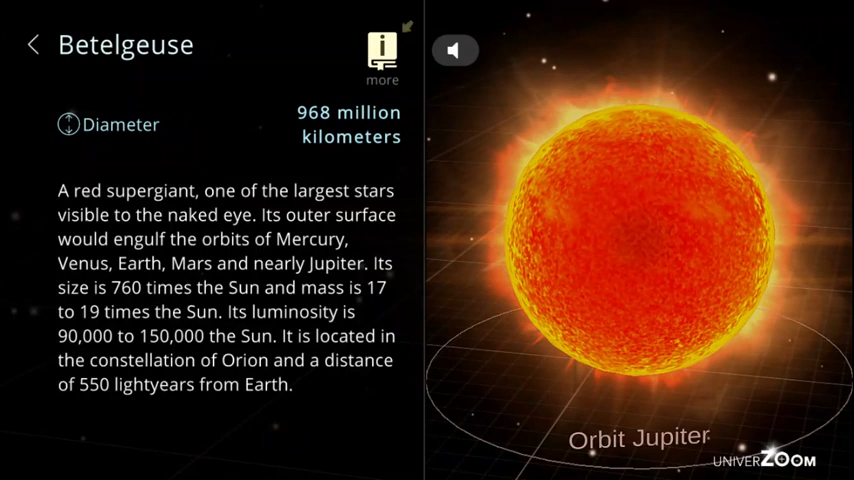 Betelgeuse
i
more
Diameter
968 million
kilometers
A red supergiant, one of the largest stars
visible to the naked eye. Its outer surface
would engulf the orbits of Mercury,
Venus, Earth, Mars and nearly Jupiter. Its
size is 760 times the Sun and mass is 17
to 19 times the Sun. Its luminosity is
90,000 to 150,000 the Sun. It is located in
the constellation of Orion and a distance
of 550 lightyears from Earth.
Orbit Jupiter
UNIVERZOOM